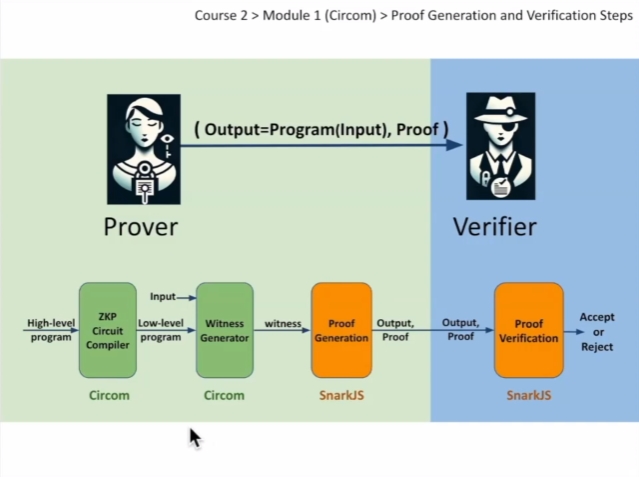 Course 2 > Module 1 (Circom) > Proof Generation and Verification Steps
( Output=Program(Input), Proof )
Prover
Verifier
High-level
program
ZKP
Circuit
Compiler
Input
Low-level
program
Witness
Generator
witness
Proof
Generation
Output,
Proof
Output,
Proof
Proof
Verification
Accept
or
Reject
Circom
Circom
SnarkJS
SnarkJS